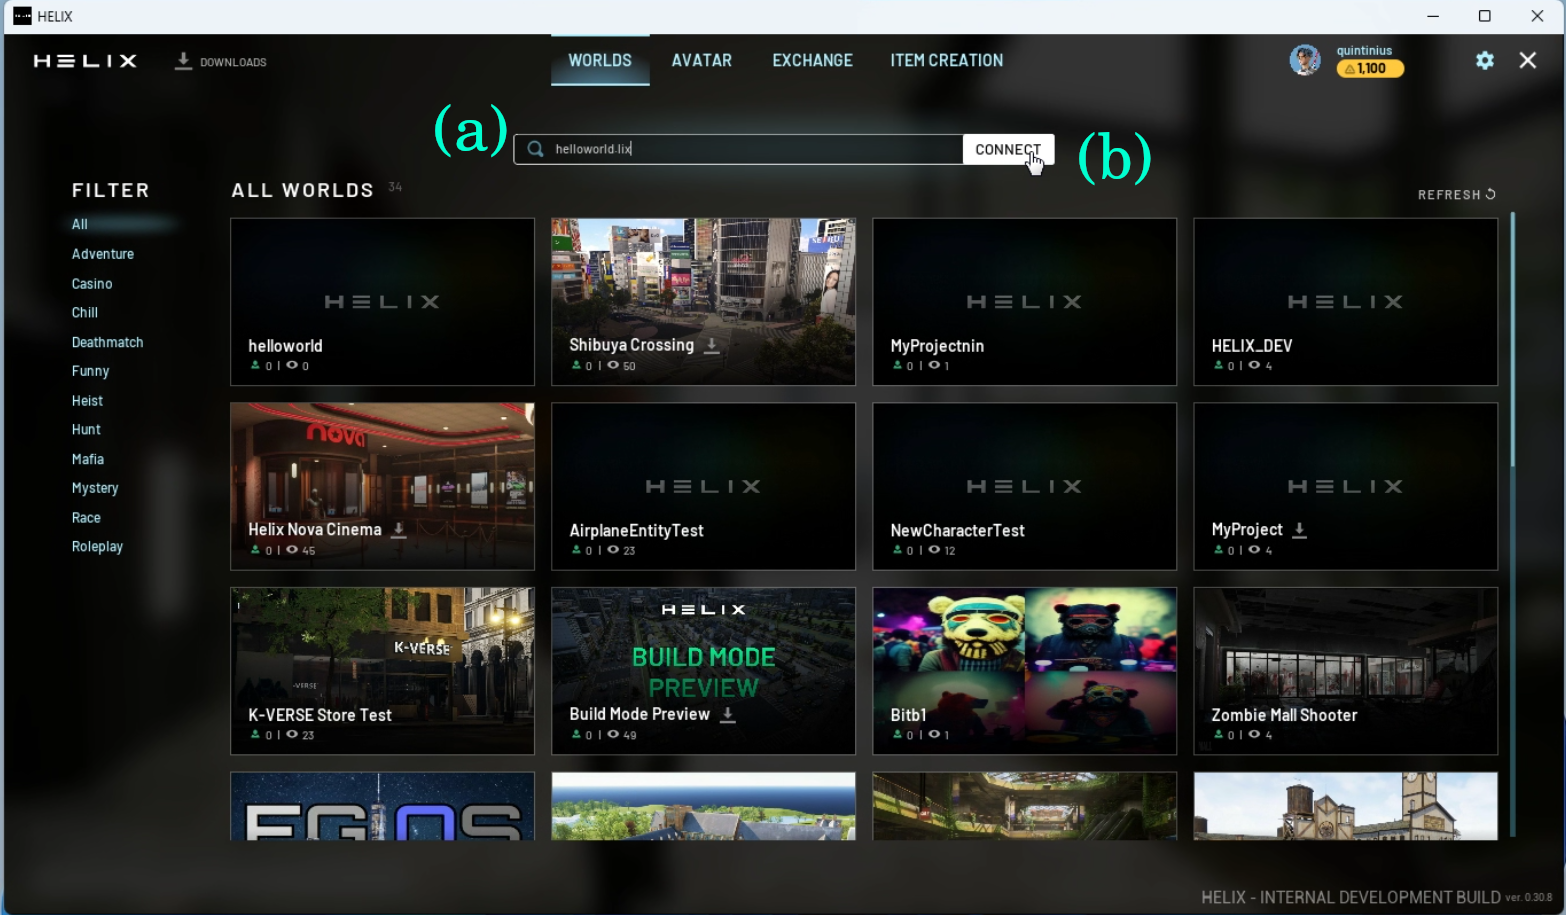 HELIX
HELIX
DOWNLOADS
WORLDS
AVATAR
EXCHANGE
ITEM CREATION
quintinius
1,100
(a)
helloworld.lix
CONNECT
(b)
FILTER
All
Adventure
Casino
Chill
Deathmatch
Funny
Heist
Hunt
Mafia
Mystery
Race
Roleplay
ALL WORLDS 34
REFRESH
HELIX
helloworld
0 | 0
Shibuya Crossing
0 | 50
HELIX
MyProjectnin
0 | 1
HELIX
HELIX_DEV
0 | 4
nova
Helix Nova Cinema
0 | 45
HELIX
AirplaneEntityTest
0 | 23
HELIX
NewCharacterTest
0 | 12
HELIX
MyProject
0 | 4
K-VERSE
K-VERSE Store Test
0 | 23
HELIX
BUILD MODE
PREVIEW
Build Mode Preview
0 | 49
Bitb1
0 | 1
Zombie Mall Shooter
0 | 4
HELIX - INTERNAL DEVELOPMENT BUILD ver. 0.30.8